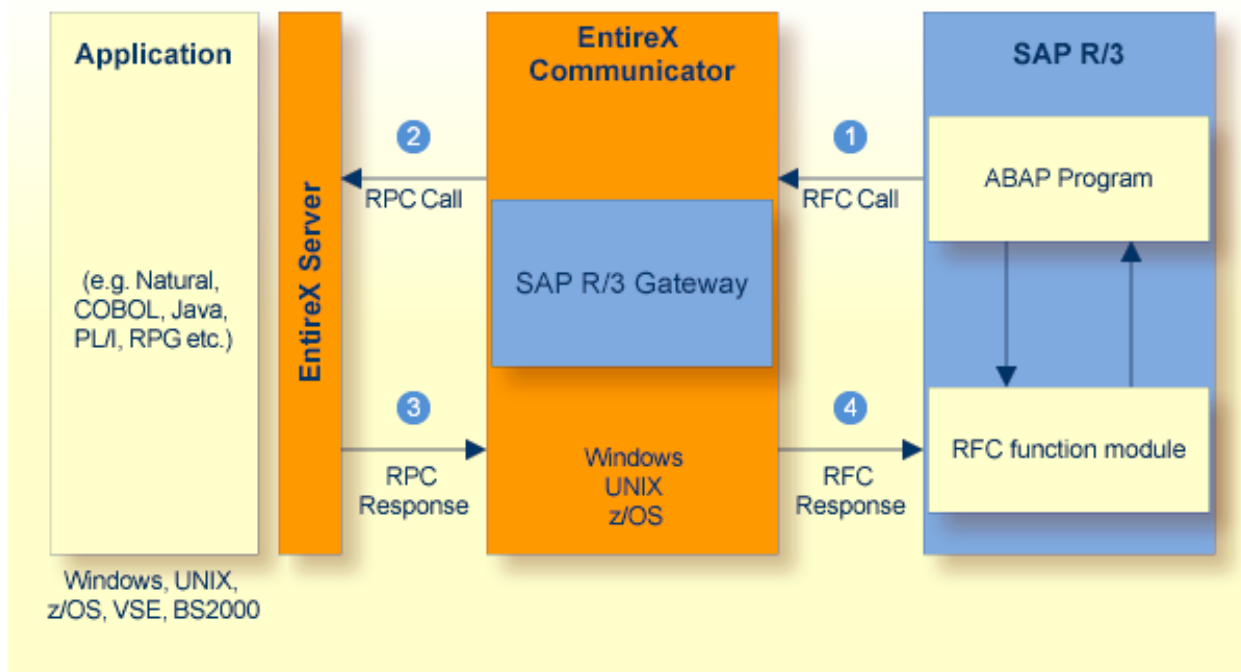 Application
(e.g. Natural,
COBOL, Java,
PL/I, RPG etc.)
Windows, UNIX,
z/OS, VSE, BS2000
EntireX Server
2
RPC Call
3
RPC
Response
EntireX
Communicator
SAP R/3 Gateway
Windows
UNIX
z/OS
1
RFC Call
4
RFC
Response
SAP R/3
ABAP Program
RFC function module